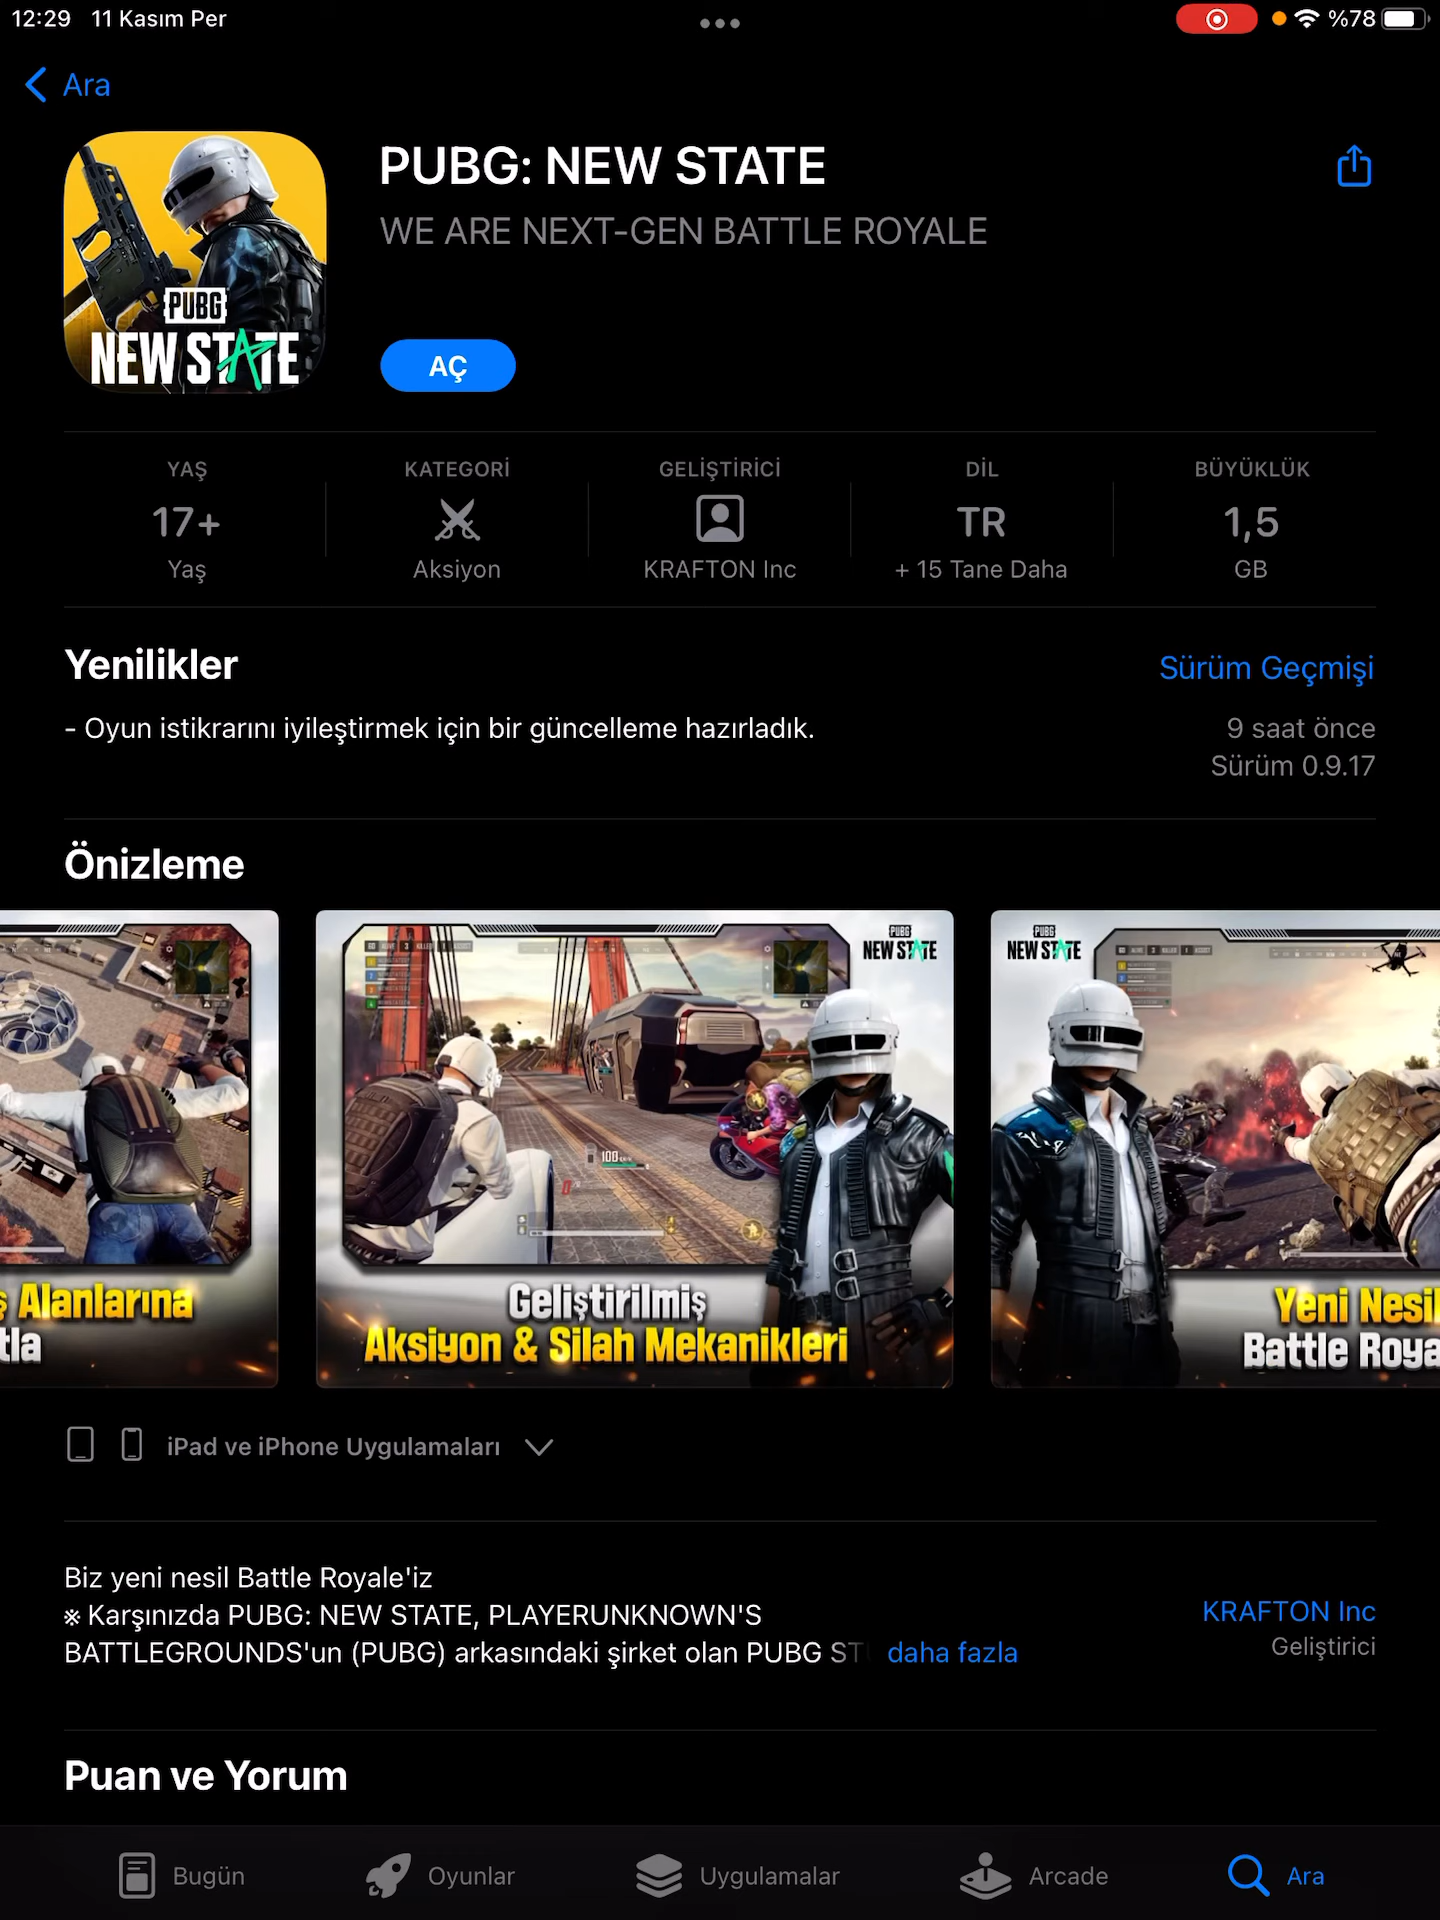 12:29 11 Kasım Per
%78
Ara
PUBG: NEW STATE
WE ARE NEXT-GEN BATTLE ROYALE
PUBG
NEW STATE
AÇ
YAŞ
17+
Yaş
KATEGORİ
Aksiyon
GELİŞTİRİCİ
KRAFTON Inc
DİL
TR
+ 15 Tane Daha
BÜYÜKLÜK
1,5
GB
Yenilikler
Sürüm Geçmişi
- Oyun istikrarını iyileştirmek için bir güncelleme hazırladık.
9 saat önce
Sürüm 0.9.17
Önizleme
Alanlarına
tla
PUBG
NEW STATE
100
Geliştirilmiş
Aksiyon & Silah Mekanikleri
PUBG
NEW STATE
Yeni Nesil
Battle Roya
iPad ve iPhone Uygulamaları
Biz yeni nesil Battle Royale'iz
※ Karşınızda PUBG: NEW STATE, PLAYERUNKNOWN'S
BATTLEGROUNDS'un (PUBG) arkasındaki şirket olan PUBG ST daha fazla
KRAFTON Inc
Geliştirici
Puan ve Yorum
Bugün
Oyunlar
Uygulamalar
Arcade
Ara